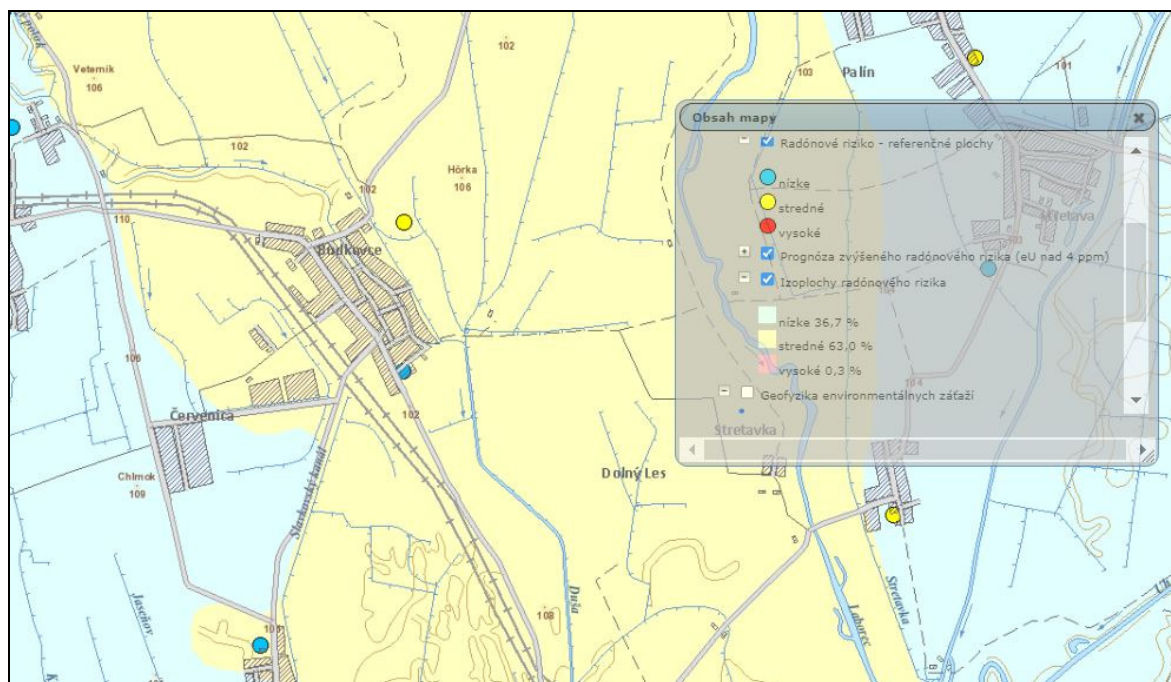 potok
Veterník
106
102
Palín
103
101
Obsah mapy
Radónové riziko - referenčné plochy
nízke
stredné
vysoké
Prognóza zvýšeného radónového rizika (eU nad 4 ppm)
Izoplochy radónového rizika
nízke 36,7 %
stredné 63,0 %
vysoké 0,3 %
Geofyzika environmentálnych záťaží
Stretava
104
Stretavka
102
Hôrka
106
102
110
Budkovce
106
102
Červenica
Chlmok
109
Slavkovský kanál
Dolný Les
Jaseňov
Duša
108
Laborec
Stretavka